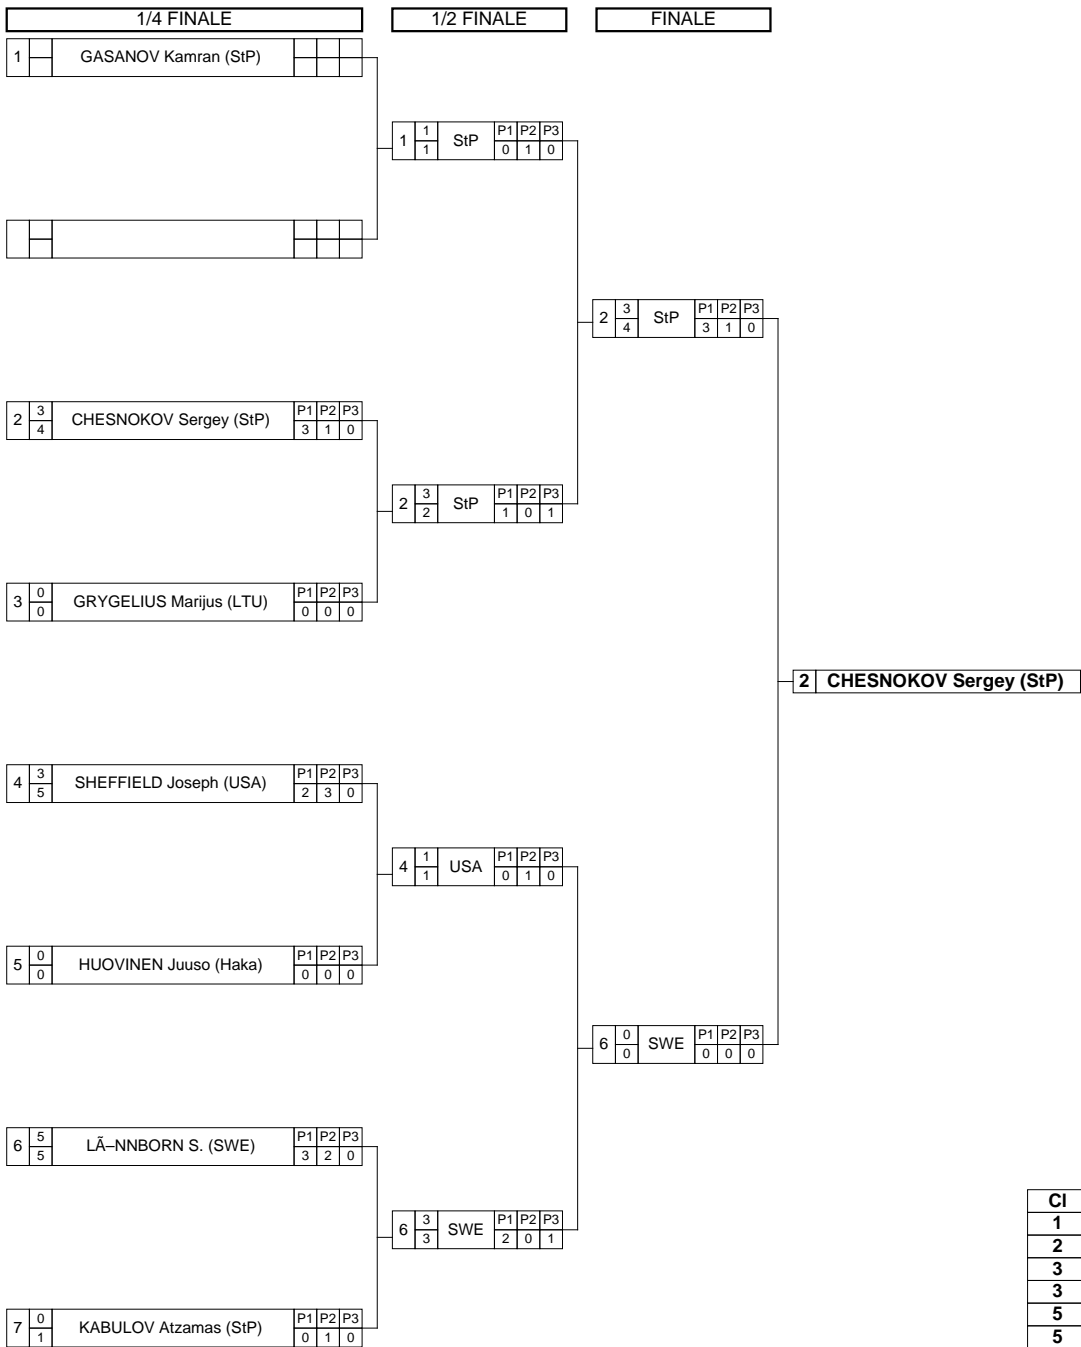 1/4 FINALE 1/2 FINALE FINALE
1 GASANOV Kamran (StP)
1 1 StP P1 P2 P3
1 0 1 0
2 3 StP P1 P2 P3
4 3 1 0
2 3 CHESNOKOV Sergey (StP) P1 P2 P3
4 3 1 0
2 3 StP P1 P2 P3
2 1 0 1
3 0 GRYGELIUS Marijus (LTU) P1 P2 P3
0 0 0 0
2 CHESNOKOV Sergey (StP)
4 3 SHEFFIELD Joseph (USA) P1 P2 P3
5 2 3 0
4 1 USA P1 P2 P3
1 0 1 0
5 0 HUOVINEN Juuso (Haka) P1 P2 P3
0 0 0 0
6 0 SWE P1 P2 P3
0 0 0 0
6 5 LÃ–NNBORN S. (SWE) P1 P2 P3
5 3 2 0
6 3 SWE P1 P2 P3
3 2 0 1
7 0 KABULOV Atzamas (StP) P1 P2 P3
1 0 1 0
Cl
1
2
3
3
5
5